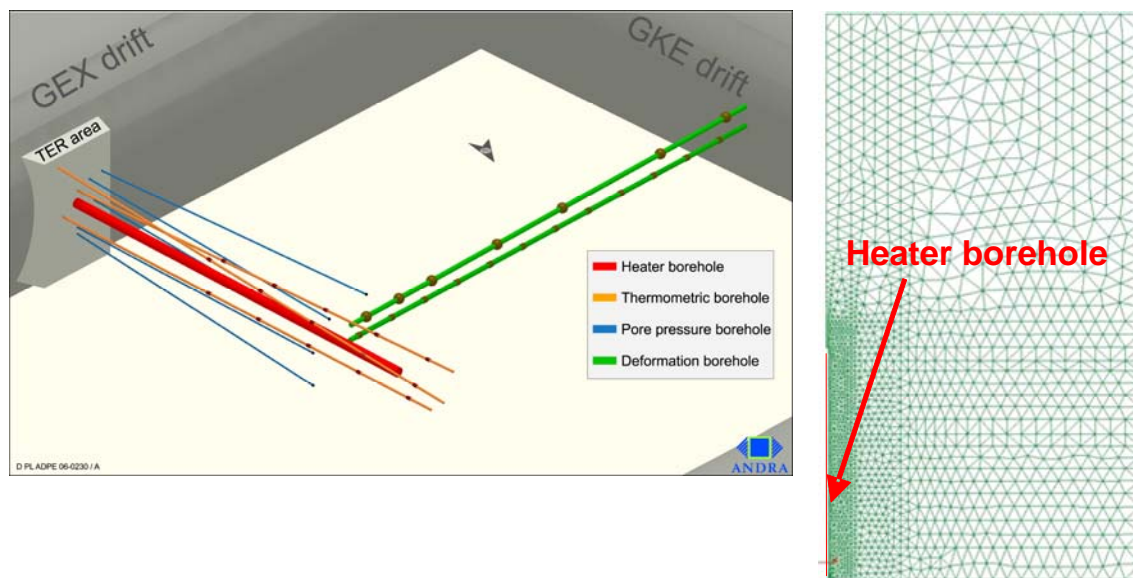 GEX drift
GKE drift
TER area
Heater borehole
Thermometric borehole
Pore pressure borehole
Deformation borehole
D PL ADPE 06-0230 / A
ANDRA
Heater borehole